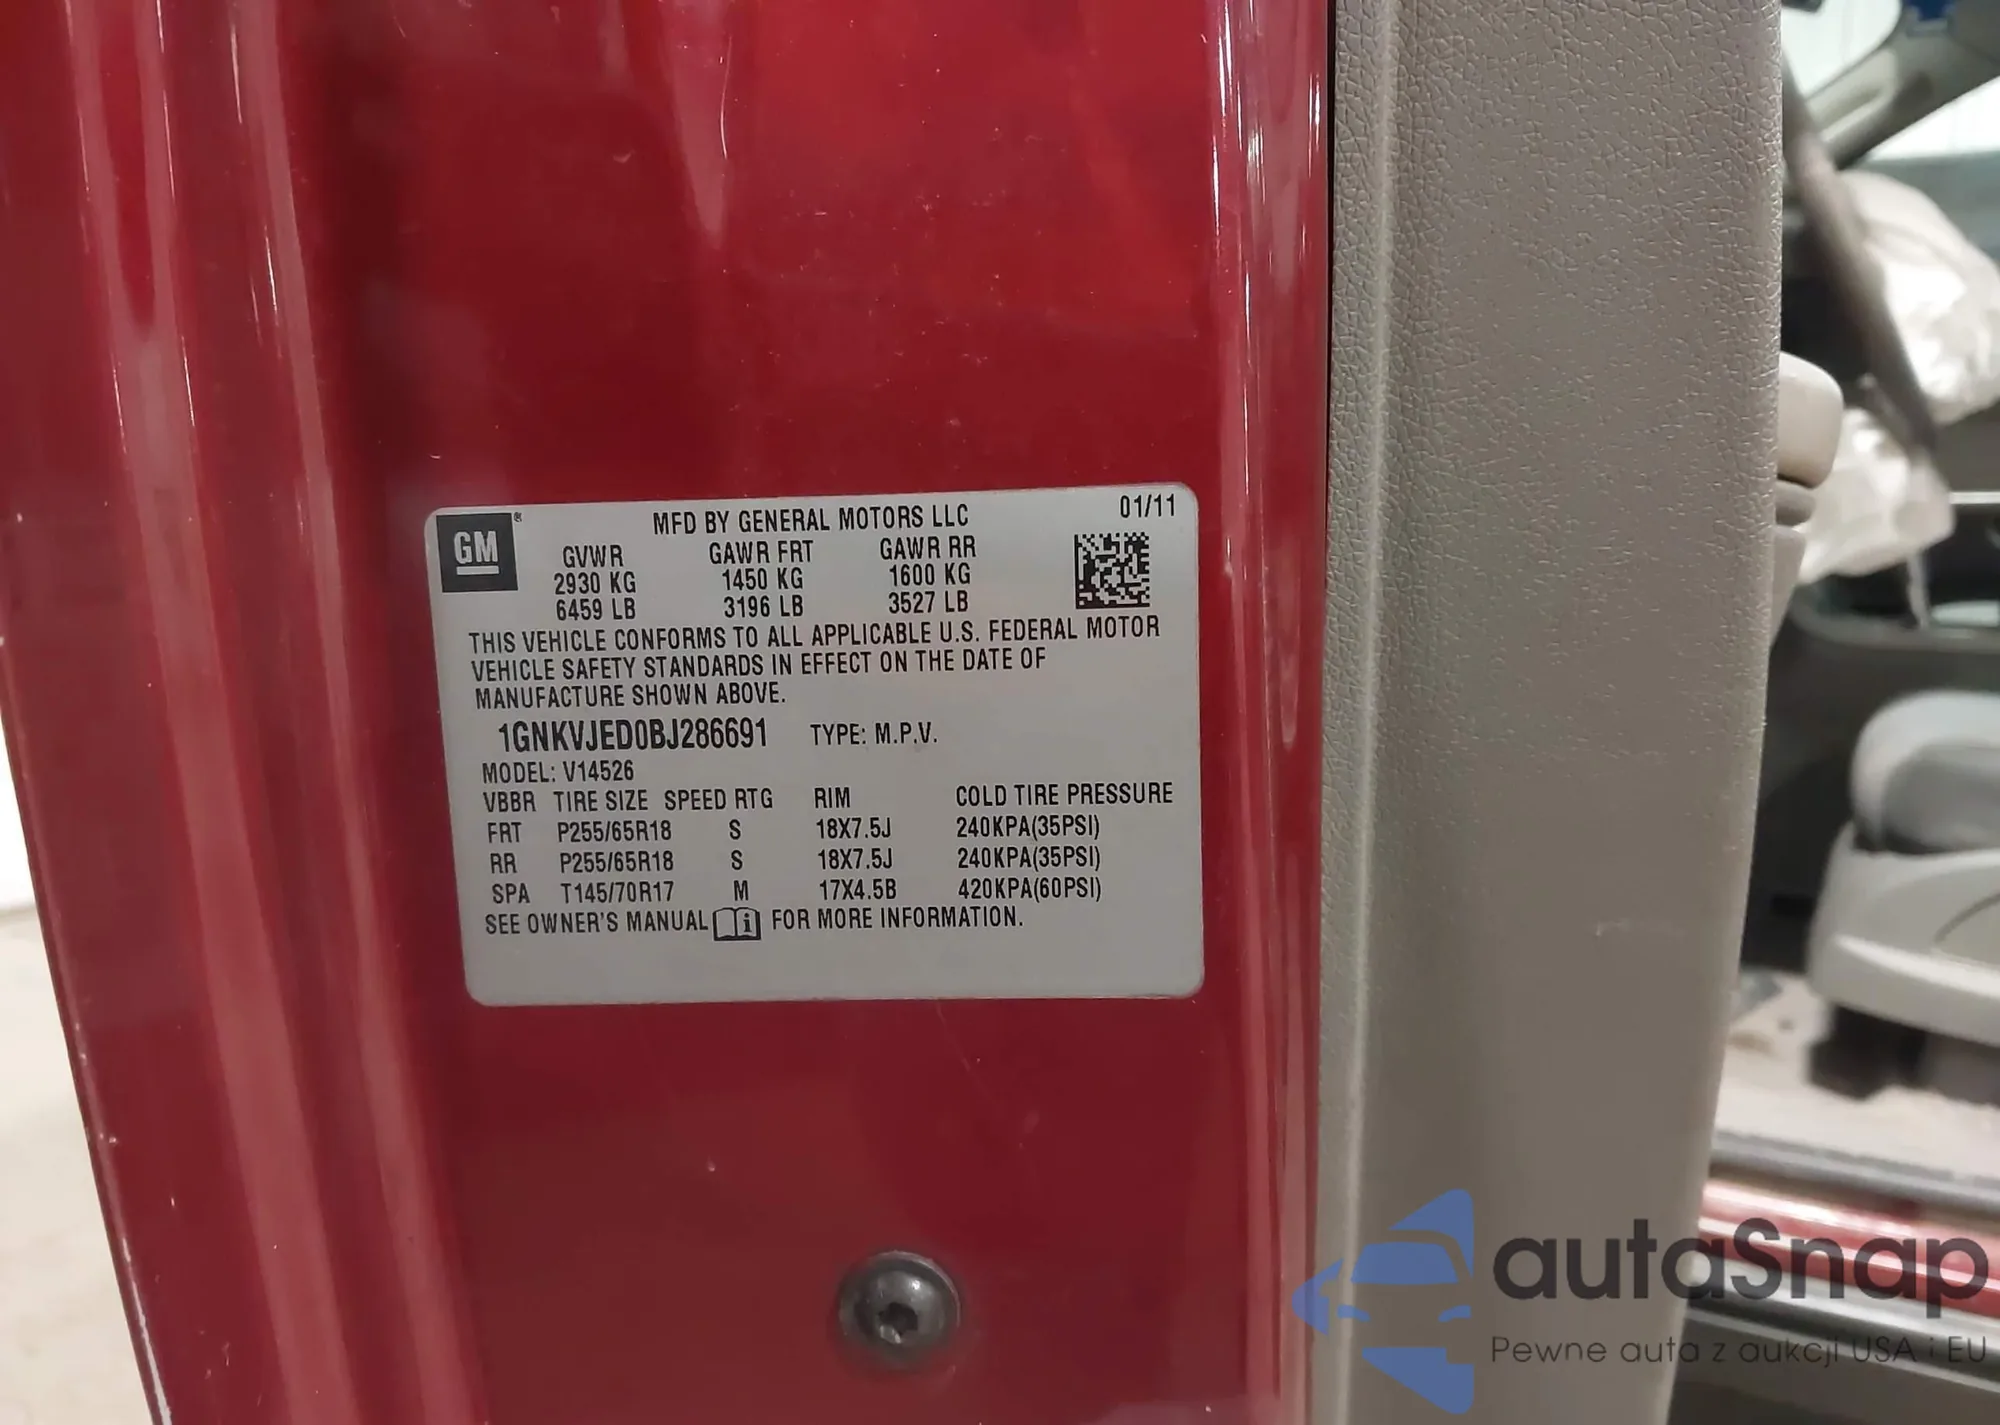 GM®
MFD BY GENERAL MOTORS LLC 01/11
GVWR GAWR FRT GAWR RR
2930 KG 1450 KG 1600 KG
6459 LB 3196 LB 3527 LB
THIS VEHICLE CONFORMS TO ALL APPLICABLE U.S. FEDERAL MOTOR
VEHICLE SAFETY STANDARDS IN EFFECT ON THE DATE OF
MANUFACTURE SHOWN ABOVE.
1GNKVJED0BJ286691 TYPE: M.P.V.
MODEL: V14526
VBBR TIRE SIZE SPEED RTG RIM COLD TIRE PRESSURE
FRT P255/65R18 S 18X7.5J 240KPA(35PSI)
RR P255/65R18 S 18X7.5J 240KPA(35PSI)
SPA T145/70R17 M 17X4.5B 420KPA(60PSI)
SEE OWNER'S MANUAL i FOR MORE INFORMATION.
autaSnap
Pewne auta z aukcji USA i EU